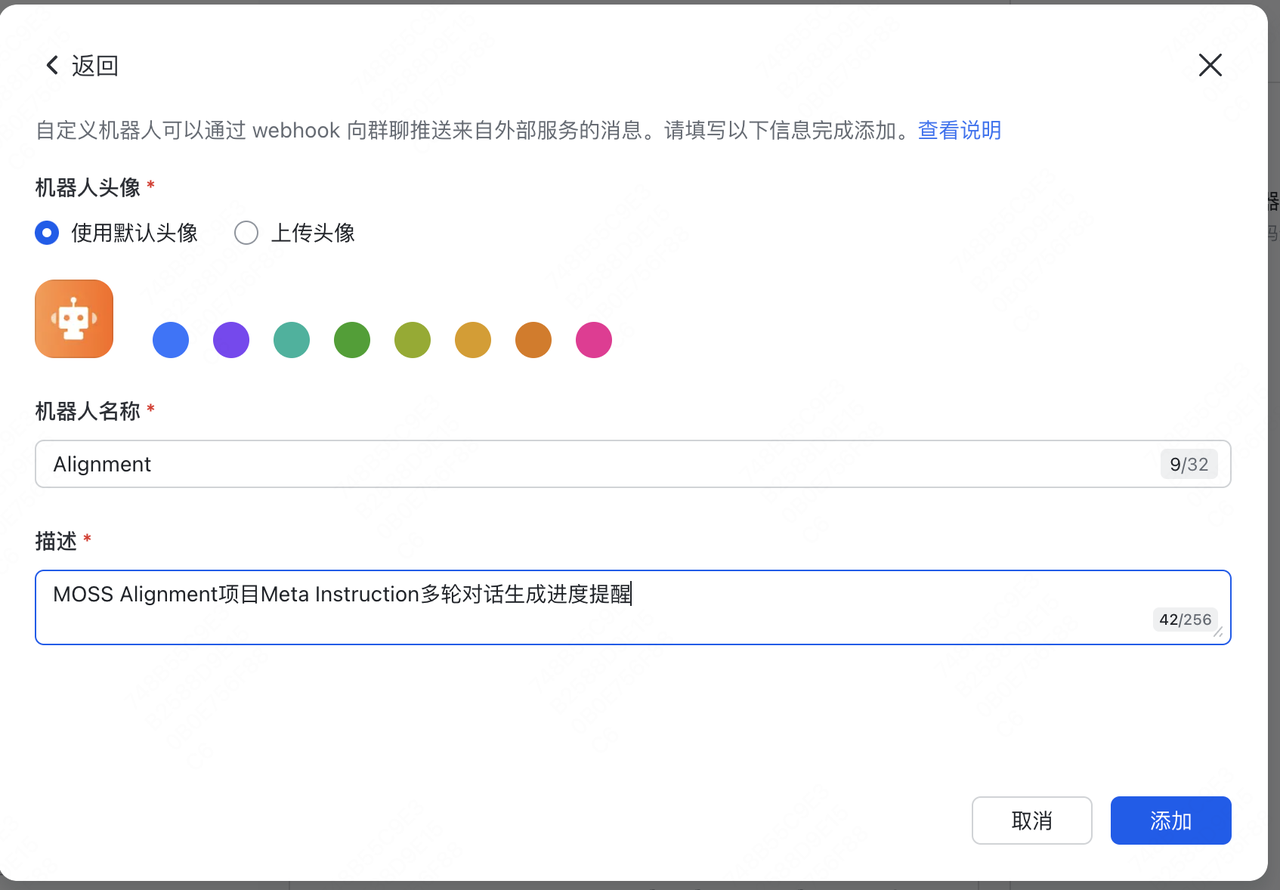 返回
自定义机器人可以通过 webhook 向群聊推送来自外部服务的消息。请填写以下信息完成添加。查看说明
机器人头像 *
使用默认头像 上传头像
机器人名称 *
Alignment 9/32
描述 *
MOSS Alignment项目Meta Instruction多轮对话生成进度提醒
42/256
取消 添加